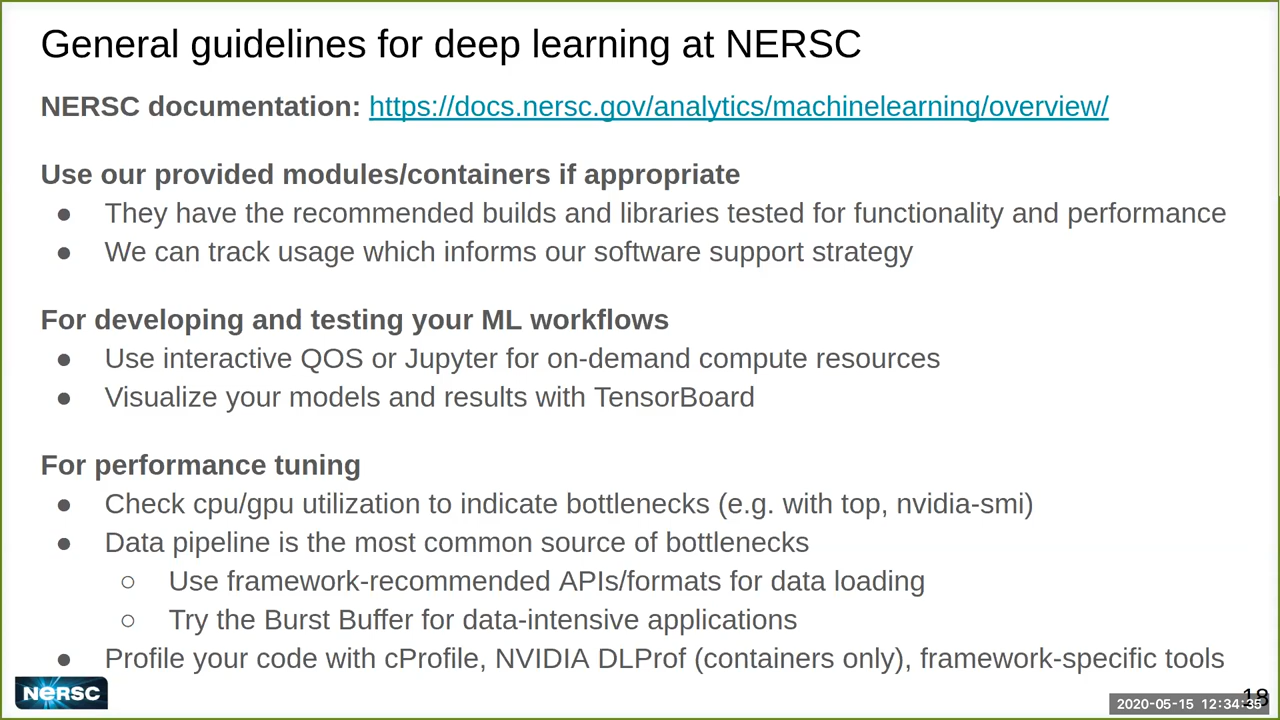 General guidelines for deep learning at NERSC
NERSC documentation: https://docs.nersc.gov/analytics/machinelearning/overview/
Use our provided modules/containers if appropriate
● They have the recommended builds and libraries tested for functionality and performance
● We can track usage which informs our software support strategy
For developing and testing your ML workflows
● Use interactive QOS or Jupyter for on-demand compute resources
● Visualize your models and results with TensorBoard
For performance tuning
● Check cpu/gpu utilization to indicate bottlenecks (e.g. with top, nvidia-smi)
● Data pipeline is the most common source of bottlenecks
○ Use framework-recommended APIs/formats for data loading
○ Try the Burst Buffer for data-intensive applications
● Profile your code with cProfile, NVIDIA DLProf (containers only), framework-specific tools
NERSC
18
2020-05-15 12:34:35